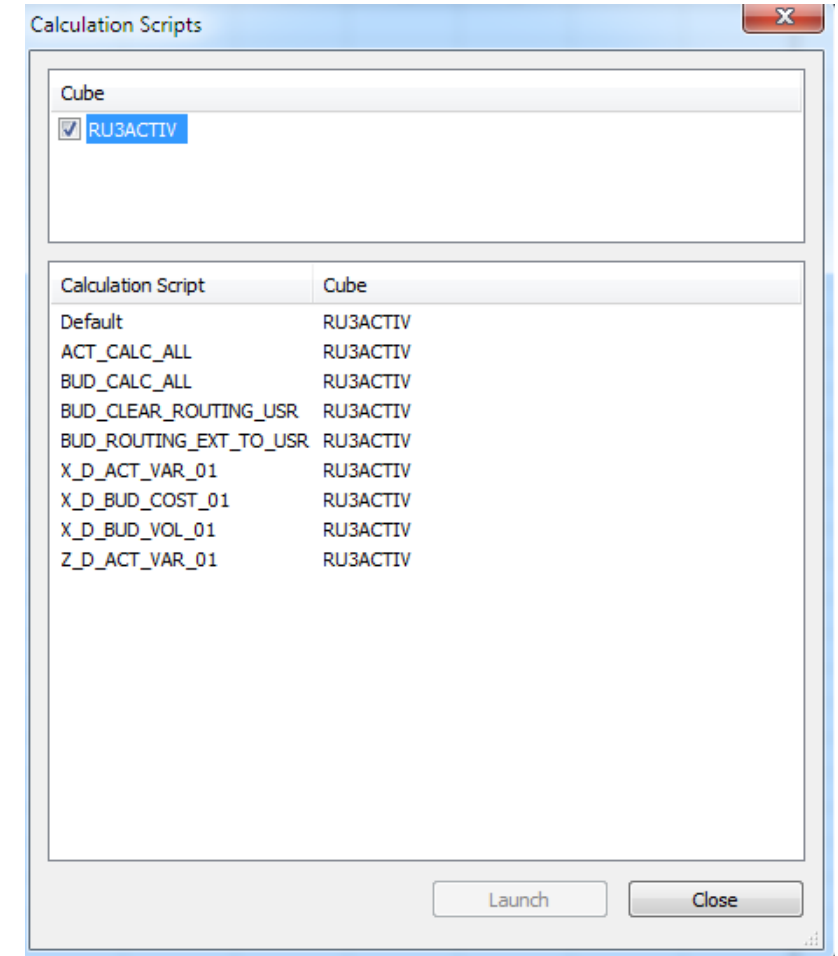 Calculation Scripts
Cube
RU3ACTIV
Calculation Script Cube
Default RU3ACTIV
ACT_CALC_ALL RU3ACTIV
BUD_CALC_ALL RU3ACTIV
BUD_CLEAR_ROUTING_USR RU3ACTIV
BUD_ROUTING_EXT_TO_USR RU3ACTIV
X_D_ACT_VAR_01 RU3ACTIV
X_D_BUD_COST_01 RU3ACTIV
X_D_BUD_VOL_01 RU3ACTIV
Z_D_ACT_VAR_01 RU3ACTIV
Launch Close